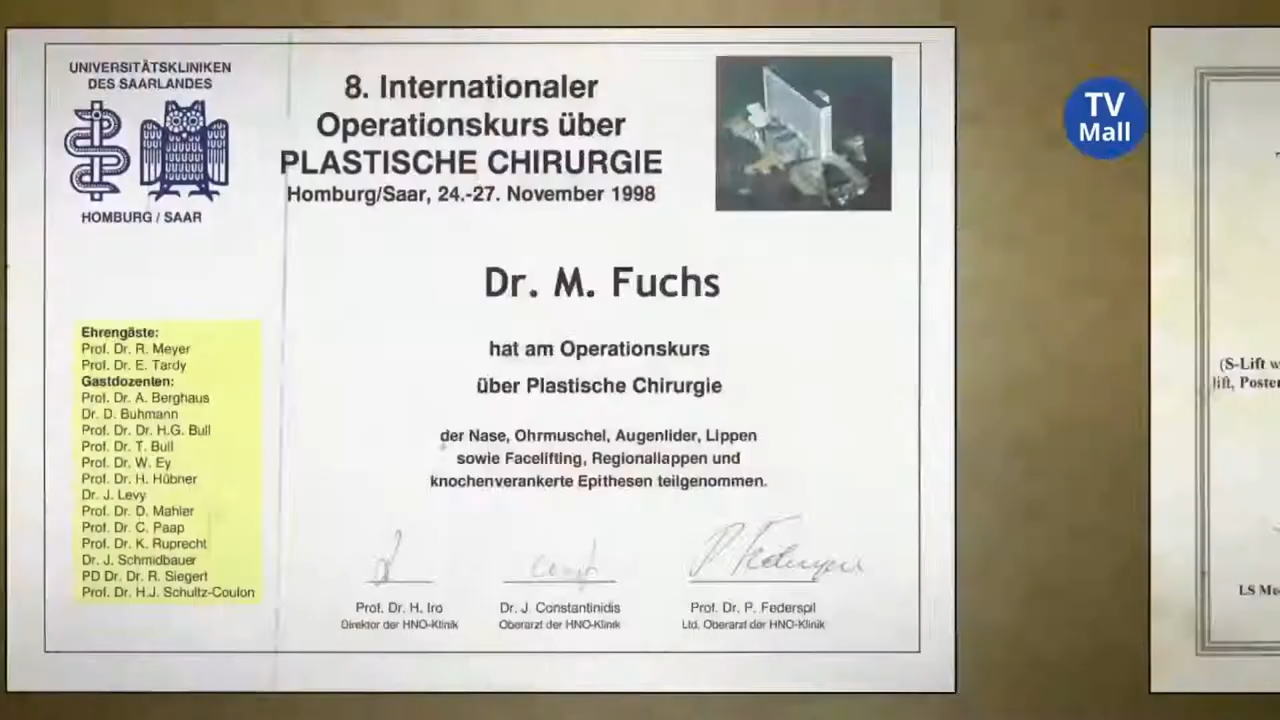 UNIVERSITÄTSKLINIKEN
DES SAARLANDES
HOMBURG / SAAR
8. Internationaler
Operationskurs über
PLASTISCHE CHIRURGIE
Homburg/Saar, 24.-27. November 1998
TV
Mall
Dr. M. Fuchs
hat am Operationskurs
über Plastische Chirurgie
der Nase, Ohrmuschel, Augenlider, Lippen
sowie Facelifting, Regionallappen und
knochenverankerte Epithesen teilgenommen.
Ehrengäste:
Prof. Dr. R. Meyer
Prof. Dr. E. Tardy
Gastdozenten:
Prof. Dr. A. Berghaus
Dr. D. Buhmann
Prof. Dr. Dr. H.G. Bull
Prof. Dr. T. Bull
Prof. Dr. W. Ey
Prof. Dr. H. Hübner
Dr. J. Levy
Prof. Dr. D. Mahler
Prof. Dr. C. Paap
Prof. Dr. K. Ruprecht
Dr. J. Schmidbauer
PD Dr. Dr. R. Siegert
Prof. Dr. H.J. Schultz-Coulon
Prof. Dr. H. Iro
Direktor der HNO-Klinik
Dr. J. Constantinidis
Oberarzt der HNO-Klinik
Prof. Dr. P. Federspil
Ltd. Oberarzt der HNO-Klinik
(S-Lift
lift,
LS